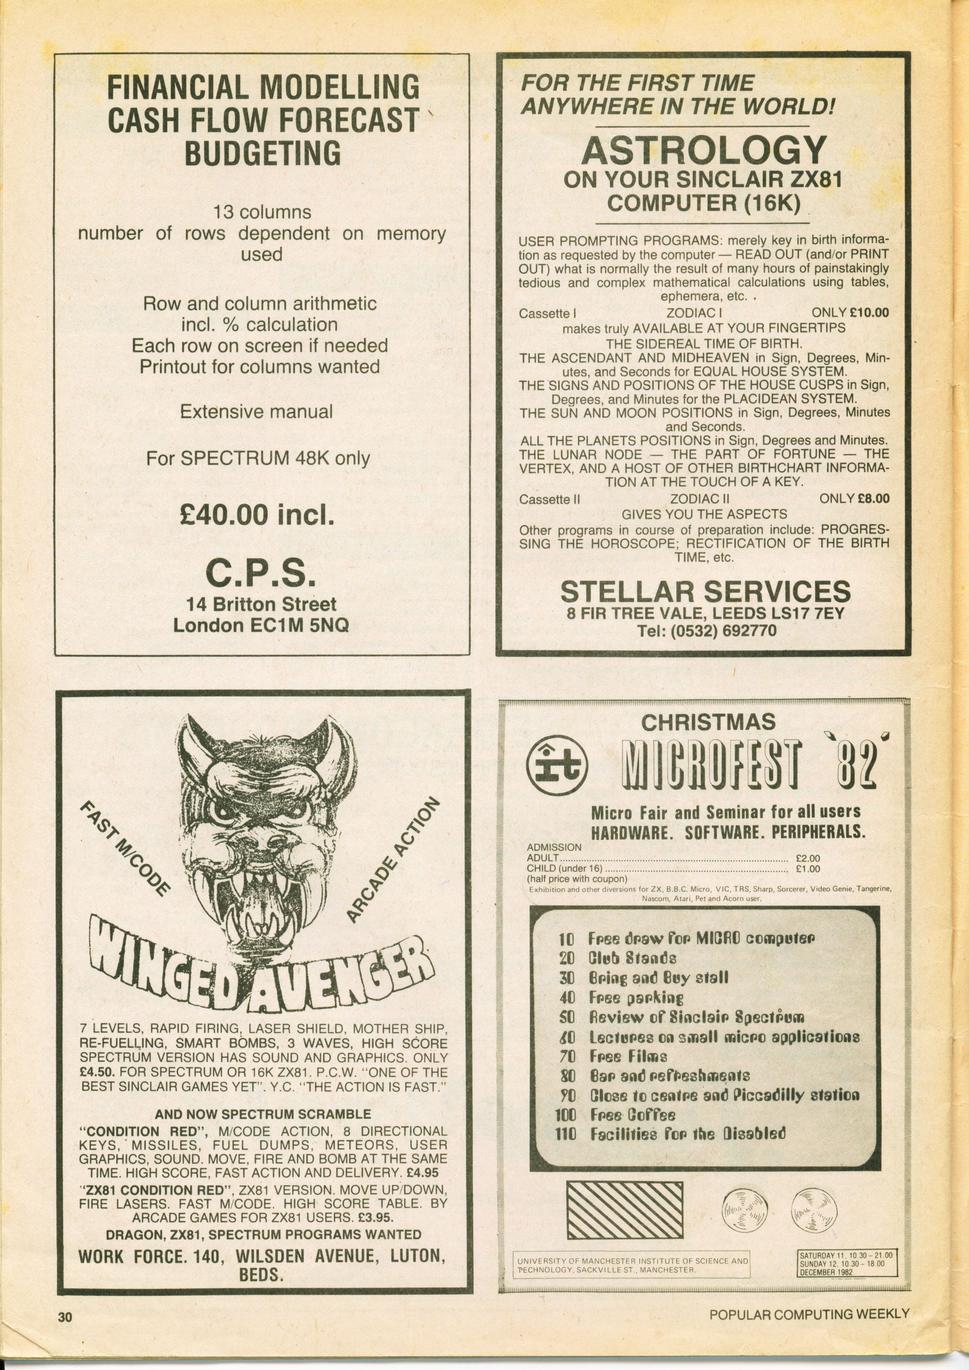 FINANCIAL MODELLING
CASH FLOW FORECAST
BUDGETING
13 columns
number of rows dependent on memory
used
Row and column arithmetic
incl. % calculation
Each row on screen if needed
Printout for columns wanted
Extensive manual
For SPECTRUM 48K only
£40.00 incl.
C.P.S.
14 Britton Street
London EC1M 5NQ
FOR THE FIRST TIME
ANYWHERE IN THE WORLD!
ASTROLOGY
ON YOUR SINCLAIR ZX81
COMPUTER (16K)
USER PROMPTING PROGRAMS: merely key in birth informa-
tion as requested by the computer — READ OUT (and/or PRINT
OUT) what is normally the result of many hours of painstakingly
tedious and complex mathematical calculations using tables,
ephemera, etc. .
Cassette I ZODIAC I ONLY £10.00
makes truly AVAILABLE AT YOUR FINGERTIPS
THE SIDEREAL TIME OF BIRTH.
THE ASCENDANT AND MIDHEAVEN in Sign, Degrees, Min-
utes, and Seconds for EQUAL HOUSE SYSTEM.
THE SIGNS AND POSITIONS OF THE HOUSE CUSPS in Sign,
Degrees, and Minutes for the PLACIDEAN SYSTEM.
THE SUN AND MOON POSITIONS in Sign, Degrees, Minutes
and Seconds.
ALL THE PLANETS POSITIONS in Sign, Degrees and Minutes.
THE LUNAR NODE — THE PART OF FORTUNE — THE
VERTEX, AND A HOST OF OTHER BIRTHCHART INFORMA-
TION AT THE TOUCH OF A KEY.
Cassette II ZODIAC II ONLY £8.00
GIVES YOU THE ASPECTS
Other programs in course of preparation include: PROGRES-
SING THE HOROSCOPE; RECTIFICATION OF THE BIRTH
TIME, etc.
STELLAR SERVICES
8 FIR TREE VALE, LEEDS LS17 7EY
Tel: (0532) 692770
FAST M/CODE
ARCADE ACTION
WINGED AVENGER
7 LEVELS, RAPID FIRING, LASER SHIELD, MOTHER SHIP,
RE-FUELLING, SMART BOMBS, 3 WAVES, HIGH SCORE
SPECTRUM VERSION HAS SOUND AND GRAPHICS. ONLY
£4.50. FOR SPECTRUM OR 16K ZX81. P.C.W. "ONE OF THE
BEST SINCLAIR GAMES YET". Y.C. "THE ACTION IS FAST."
AND NOW SPECTRUM SCRAMBLE
"CONDITION RED", M/CODE ACTION, 8 DIRECTIONAL
KEYS, MISSILES, FUEL DUMPS, METEORS, USER
GRAPHICS, SOUND. MOVE, FIRE AND BOMB AT THE SAME
TIME. HIGH SCORE, FAST ACTION AND DELIVERY. £4.95
"ZX81 CONDITION RED", ZX81 VERSION. MOVE UP/DOWN,
FIRE LASERS. FAST M/CODE. HIGH SCORE TABLE. BY
ARCADE GAMES FOR ZX81 USERS. £3.95.
DRAGON, ZX81, SPECTRUM PROGRAMS WANTED
WORK FORCE. 140, WILSDEN AVENUE, LUTON,
BEDS.
CHRISTMAS
it MICROFEST '82'
Micro Fair and Seminar for all users
HARDWARE. SOFTWARE. PERIPHERALS.
ADMISSION
ADULT........ £2.00
CHILD (under 16)........ £1.00
(half price with coupon)
Exhibition and other diversions for ZX, B.B.C. Micro, VIC, TRS, Sharp, Sorcerer, Video Genie, Tangerine,
Nascom, Atari, Pet and Acorn user.
10 Free draw for MICRO computer
20 Club Stands
30 Bring and Buy stall
40 Free parking
50 Review of Sinclair Spectrum
60 Lectures on small micro applications
70 Free Films
80 Bar and refreshments
90 Close to centre and Piccadilly station
100 Free Coffee
110 Facilities for the Disabled
UNIVERSITY OF MANCHESTER INSTITUTE OF SCIENCE AND
TECHNOLOGY, SACKVILLE ST., MANCHESTER.
SATURDAY 11. 10.30 - 21.00
SUNDAY 12. 10.30 - 18.00
DECEMBER 1982
30
POPULAR COMPUTING WEEKLY